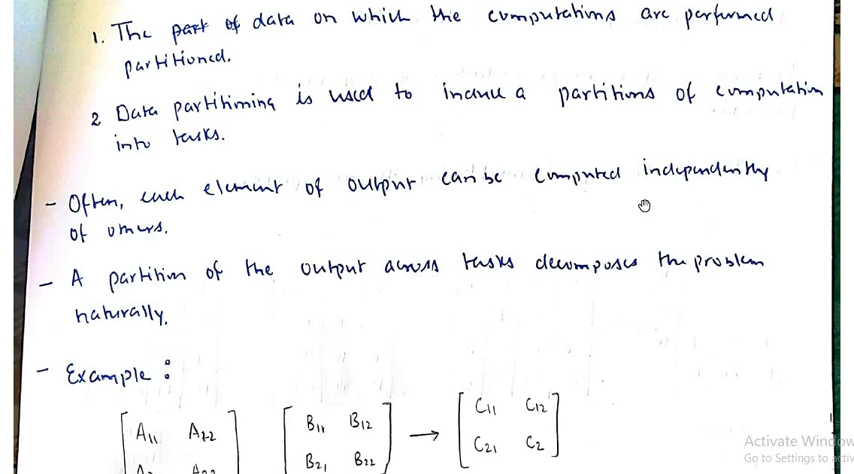 1. The part of data on which the computations are performed
partitioned.
2 Data partitioning is used to induce a partitions of computation
into tasks.
- Often, each element of output can be computed independently
of others.
- A partition of the output across tasks decomposes the problem
naturally.
- Example :
[A11 A22] [B11 B12] → [C11 C12]
[B21 B22] [C21 C2]
Activate Window
Go to Settings to activ